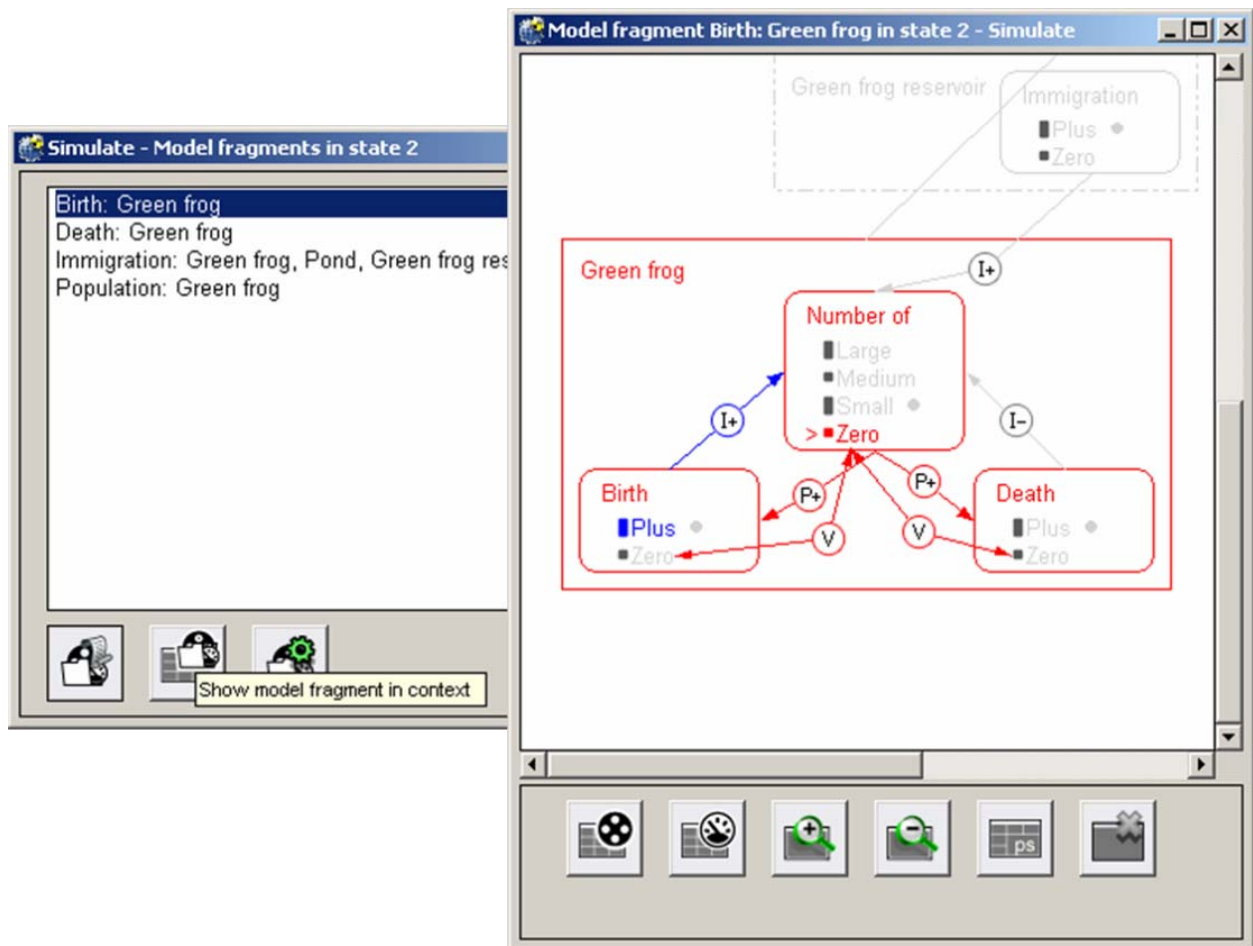 Model fragment Birth: Green frog in state 2 - Simulate
Green frog reservoir
Immigration
Plus
Zero
Simulate - Model fragments in state 2
Birth: Green frog
Death: Green frog
Immigration: Green frog, Pond, Green frog res
Population: Green frog
Show model fragment in context
Green frog
I+
Number of
Large
Medium
Small
> Zero
I+
I-
Birth
Plus
Zero
P+
V
P+
V
Death
Plus
Zero
ps